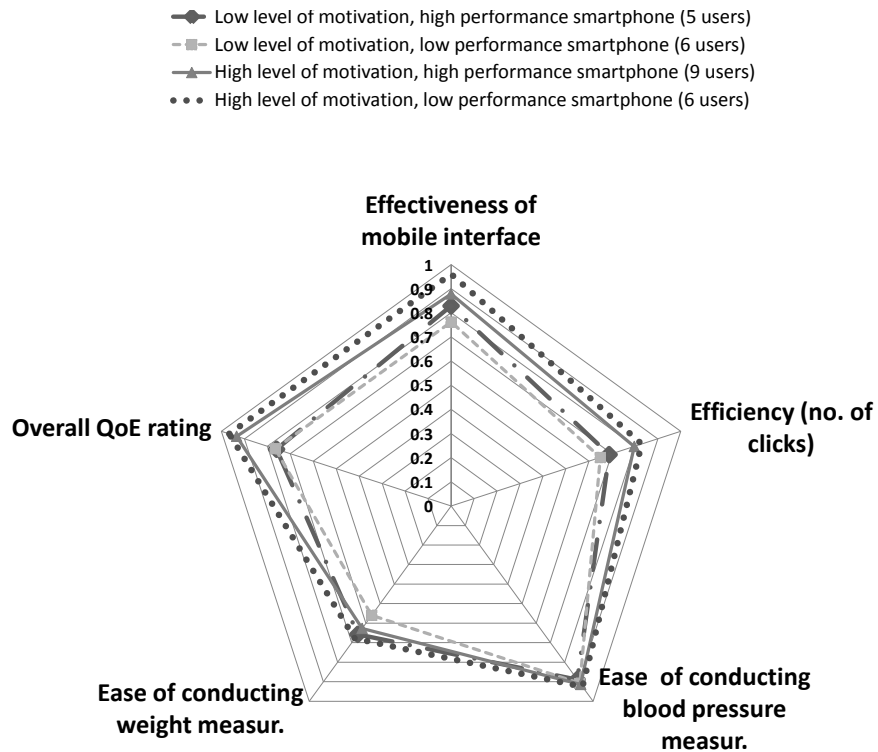 Low level of motivation, high performance smartphone (5 users)
Low level of motivation, low performance smartphone (6 users)
High level of motivation, high performance smartphone (9 users)
High level of motivation, low performance smartphone (6 users)
Effectiveness of
mobile interface
1
0.9
0.8
0.7
0.6
0.5
0.4
0.3
0.2
0.1
0
Efficiency (no. of
clicks)
Ease of conducting
blood pressure
measur.
Ease of conducting
weight measur.
Overall QoE rating